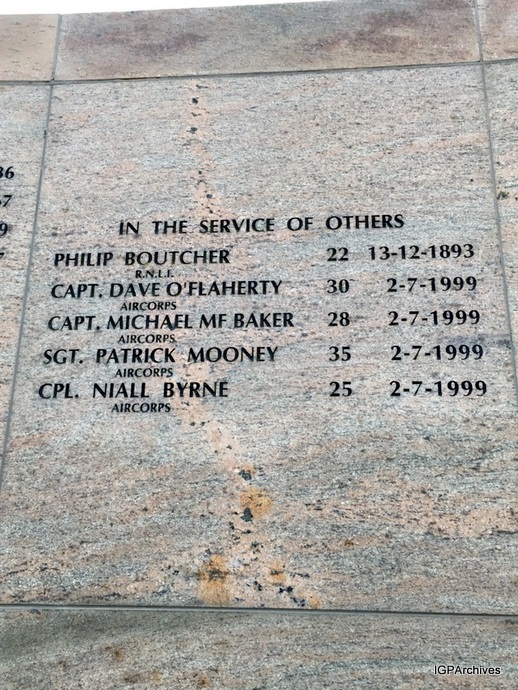 IN THE SERVICE OF OTHERS
PHILIP BOUTCHER 22 13-12-1893
R.N.L.I.
CAPT. DAVE O'FLAHERTY 30 2-7-1999
AIRCORPS
CAPT. MICHAEL MF BAKER 28 2-7-1999
AIRCORPS
SGT. PATRICK MOONEY 35 2-7-1999
AIRCORPS
CPL. NIALL BYRNE 25 2-7-1999
AIRCORPS
IGPArchives